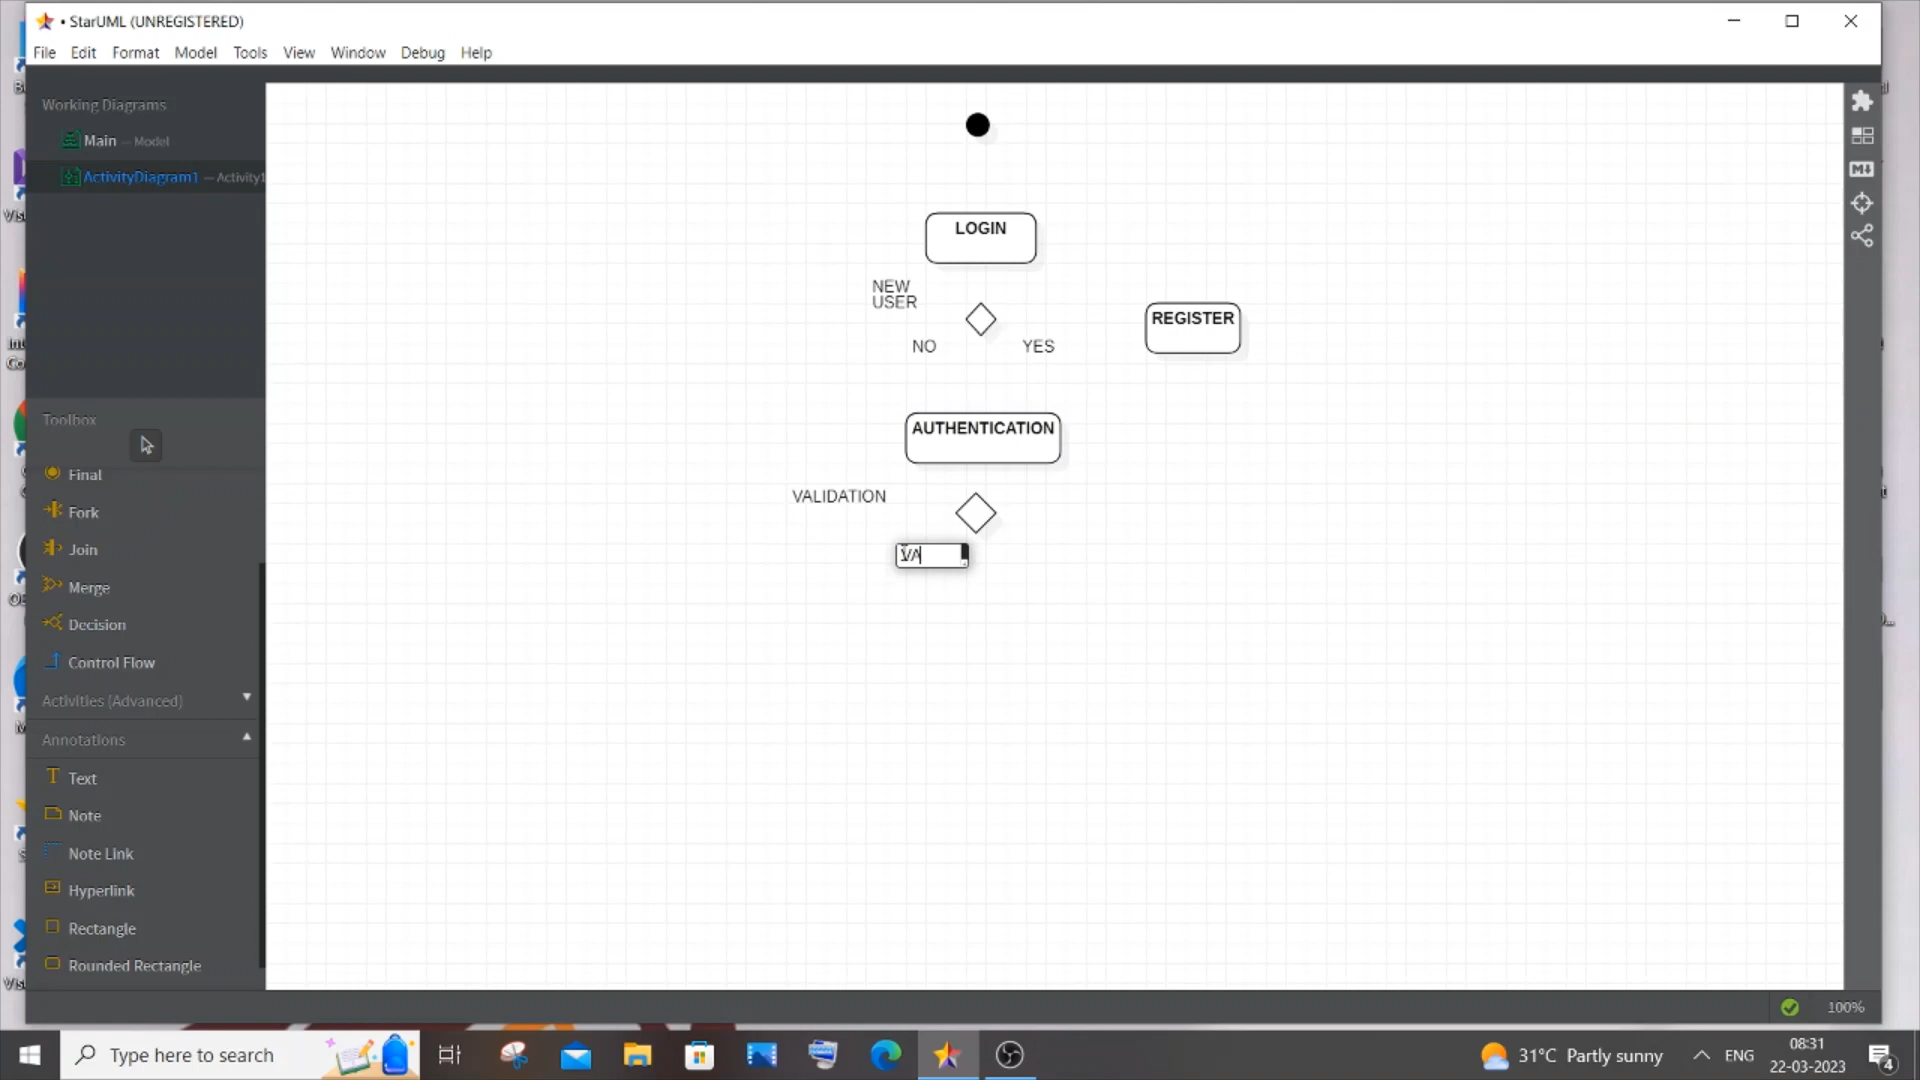 • StarUML (UNREGISTERED)
File Edit Format Model Tools View Window Debug Help
Working Diagrams
Main — Model
ActivityDiagram1 — Activity1
Toolbox
Final
Fork
Join
Merge
Decision
Control Flow
Activities (Advanced)
Annotations
Text
Note
Note Link
Hyperlink
Rectangle
Rounded Rectangle
LOGIN
NEW
USER
REGISTER
NO YES
AUTHENTICATION
VALIDATION
VA
100%
Type here to search
31°C Partly sunny
ENG
08:31
22-03-2023
4